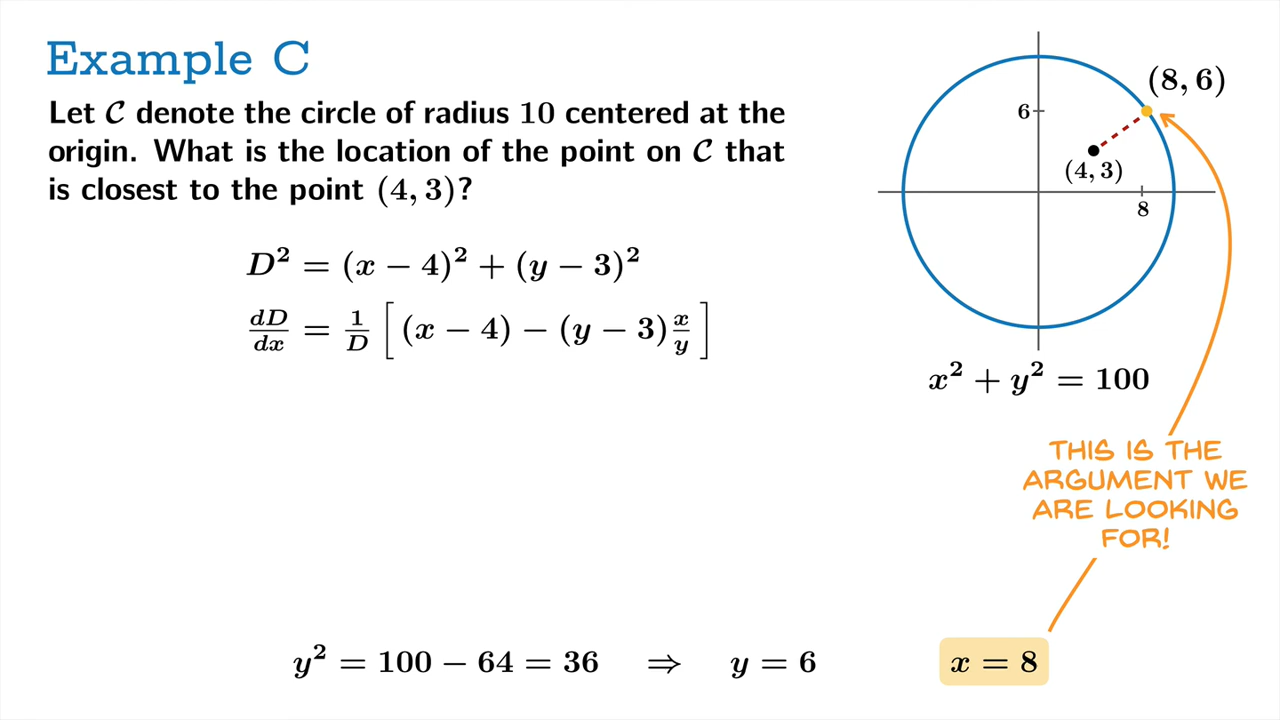 Example C
Let 𝒞 denote the circle of radius 10 centered at the
origin. What is the location of the point on 𝒞 that
is closest to the point (4, 3)?
D² = (x − 4)² + (y − 3)²
dD/dx = 1/D [(x − 4) − (y − 3) x/y]
(8, 6)
6
(4, 3)
8
x² + y² = 100
THIS IS THE
ARGUMENT WE
ARE LOOKING
FOR!
y² = 100 − 64 = 36 ⇒ y = 6
x = 8